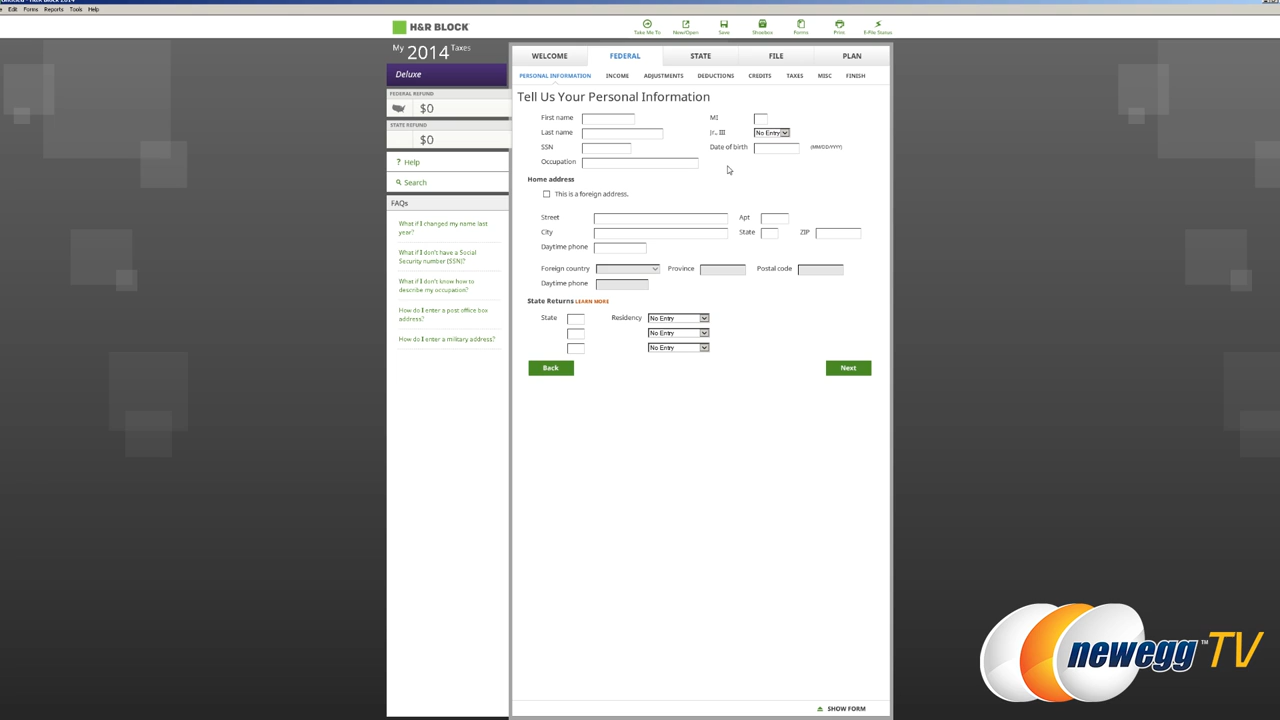 Edit Forms Reports Tools Help
H&R BLOCK
Take Me To New/Open Save Shoebox Forms Print E-File Status
My 2014 Taxes
Deluxe
FEDERAL REFUND
$0
STATE REFUND
$0
? Help
Search
FAQs
What if I changed my name last
year?
What if I don't have a Social
Security number (SSN)?
What if I don't know how to
describe my occupation?
How do I enter a post office box
address?
How do I enter a military address?
WELCOME FEDERAL STATE FILE PLAN
PERSONAL INFORMATION INCOME ADJUSTMENTS DEDUCTIONS CREDITS TAXES MISC FINISH
Tell Us Your Personal Information
First name MI
Last name Jr., III No Entry
SSN Date of birth (MM/DD/YYYY)
Occupation
Home address
This is a foreign address.
Street Apt
City State ZIP
Daytime phone
Foreign country Province Postal code
Daytime phone
State Returns LEARN MORE
State Residency No Entry
No Entry
No Entry
Back Next
SHOW FORM
newegg TV